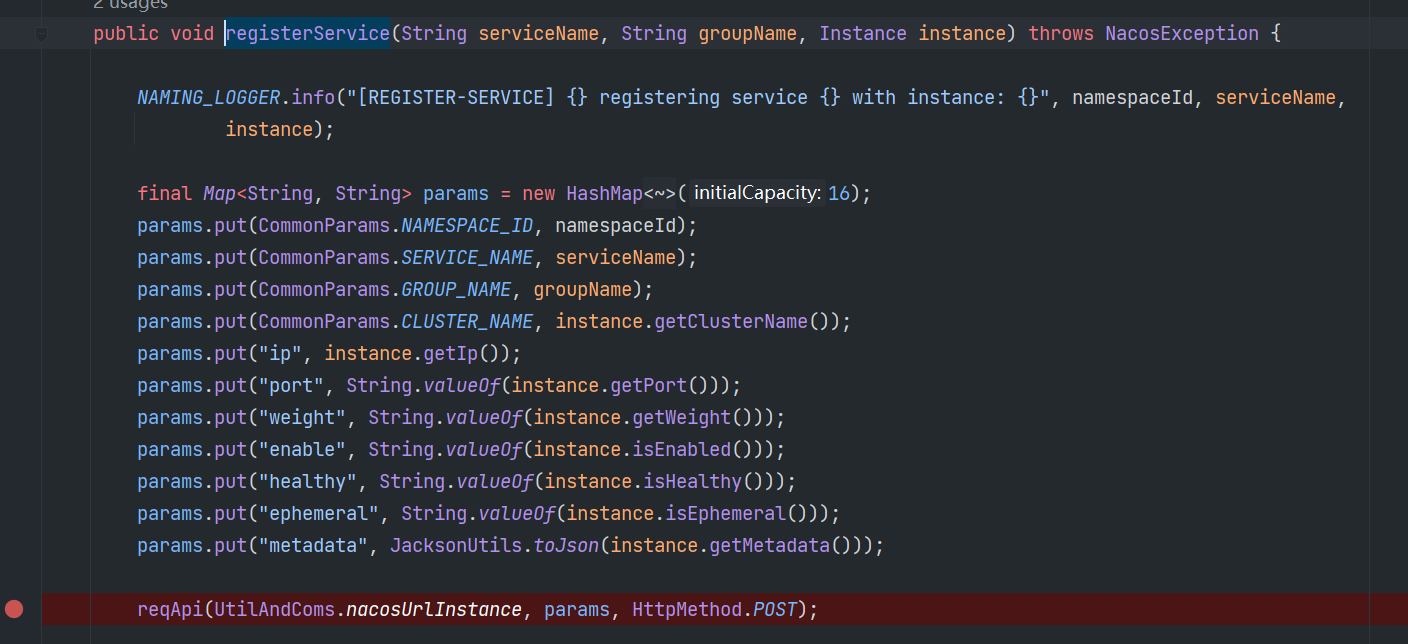 2 usages
public void registerService(String serviceName, String groupName, Instance instance) throws NacosException {
NAMING_LOGGER.info("[REGISTER-SERVICE] {} registering service {} with instance: {}", namespaceId, serviceName,
instance);
final Map<String, String> params = new HashMap<~>( initialCapacity: 16);
params.put(CommonParams.NAMESPACE_ID, namespaceId);
params.put(CommonParams.SERVICE_NAME, serviceName);
params.put(CommonParams.GROUP_NAME, groupName);
params.put(CommonParams.CLUSTER_NAME, instance.getClusterName());
params.put("ip", instance.getIp());
params.put("port", String.valueOf(instance.getPort()));
params.put("weight", String.valueOf(instance.getWeight()));
params.put("enable", String.valueOf(instance.isEnabled()));
params.put("healthy", String.valueOf(instance.isHealthy()));
params.put("ephemeral", String.valueOf(instance.isEphemeral()));
params.put("metadata", JacksonUtils.toJson(instance.getMetadata()));
reqApi(UtilAndComs.nacosUrlInstance, params, HttpMethod.POST);